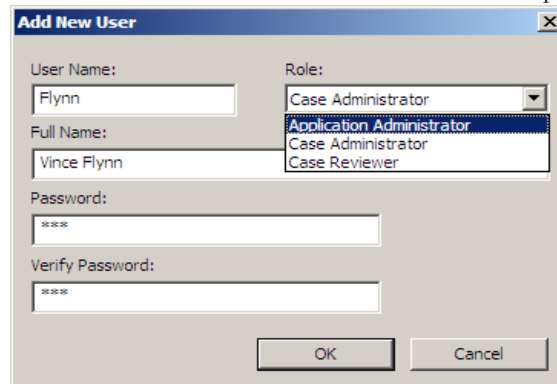 Add New User
User Name:
Role:
Flynn
Case Administrator
Application Administrator
Case Administrator
Case Reviewer
Full Name:
Vince Flynn
Password:
***
Verify Password:
***
OK
Cancel